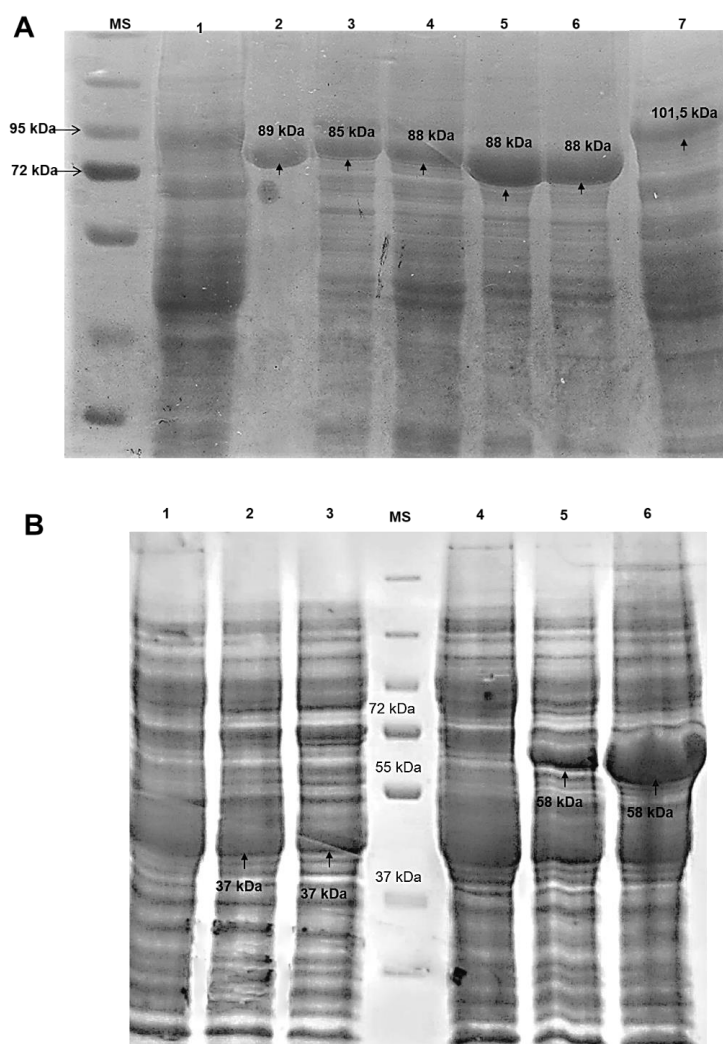 A
MS 1 2 3 4 5 6 7
95 kDa
72 kDa
89 kDa 85 kDa 88 kDa 88 kDa 88 kDa 101,5 kDa
B
1 2 3 MS 4 5 6
72 kDa
55 kDa
37 kDa
37 kDa
37 kDa
58 kDa
58 kDa